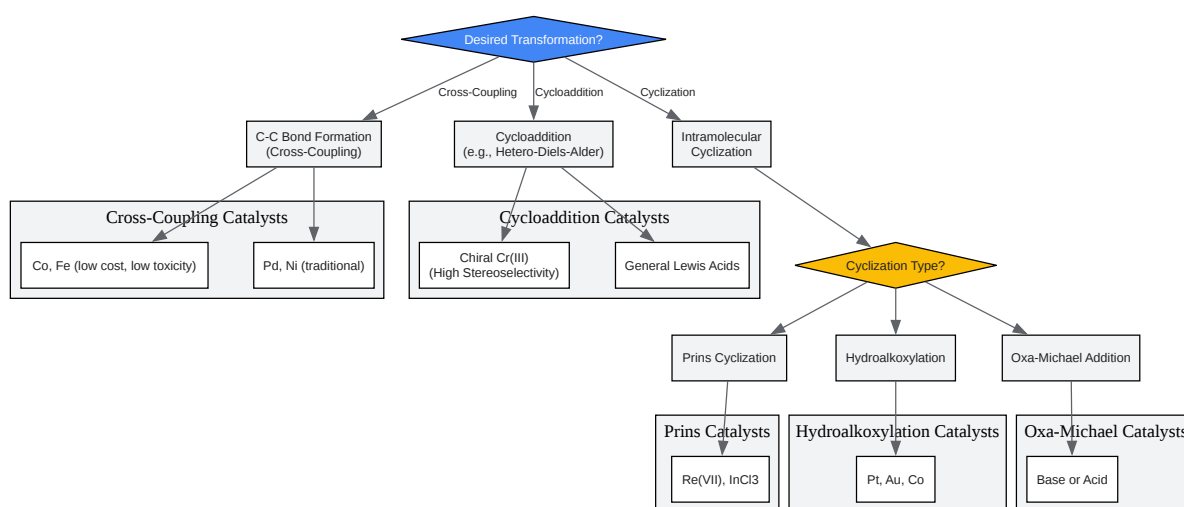 Desired Transformation?
Cross-Coupling
Cycloaddition
Cyclization
C-C Bond Formation
(Cross-Coupling)
Cycloaddition
(e.g., Hetero-Diels-Alder)
Intramolecular
Cyclization
Cross-Coupling Catalysts
Co, Fe (low cost, low toxicity)
Pd, Ni (traditional)
Cycloaddition Catalysts
Chiral Cr(III)
(High Stereoselectivity)
General Lewis Acids
Cyclization Type?
Prins Cyclization
Hydroalkoxylation
Oxa-Michael Addition
Prins Catalysts
Re(VII), InCl3
Hydroalkoxylation Catalysts
Pt, Au, Co
Oxa-Michael Catalysts
Base or Acid